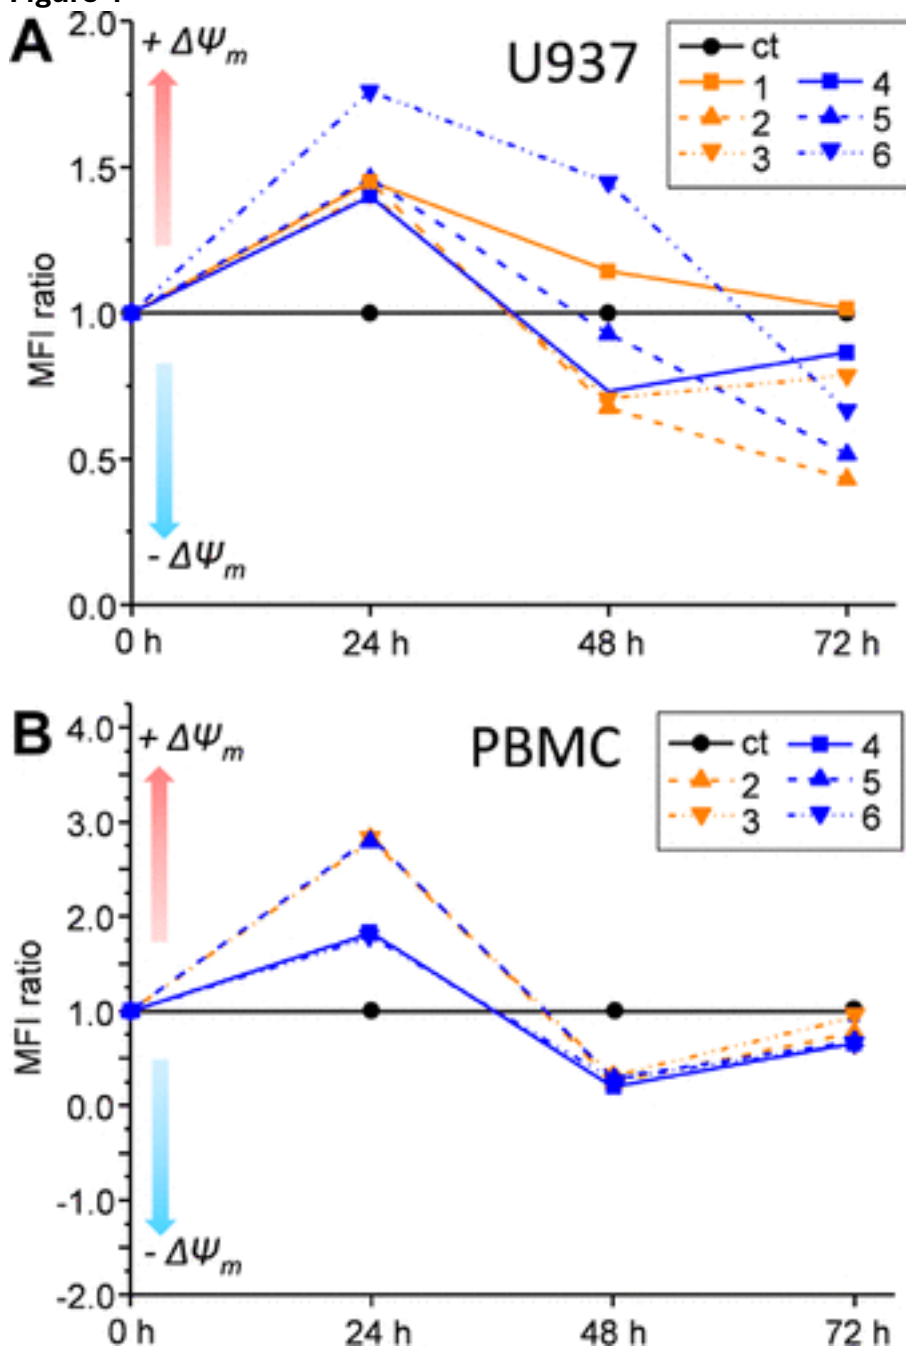 A
2.0
+ ΔΨm
U937
ct
1
4
2
5
3
6
1.5
MFI ratio
1.0
0.5
- ΔΨm
0.0
0 h
24 h
48 h
72 h
B
4.0
+ ΔΨm
PBMC
ct
4
2
5
3
6
3.0
2.0
MFI ratio
1.0
0.0
-1.0
- ΔΨm
-2.0
0 h
24 h
48 h
72 h